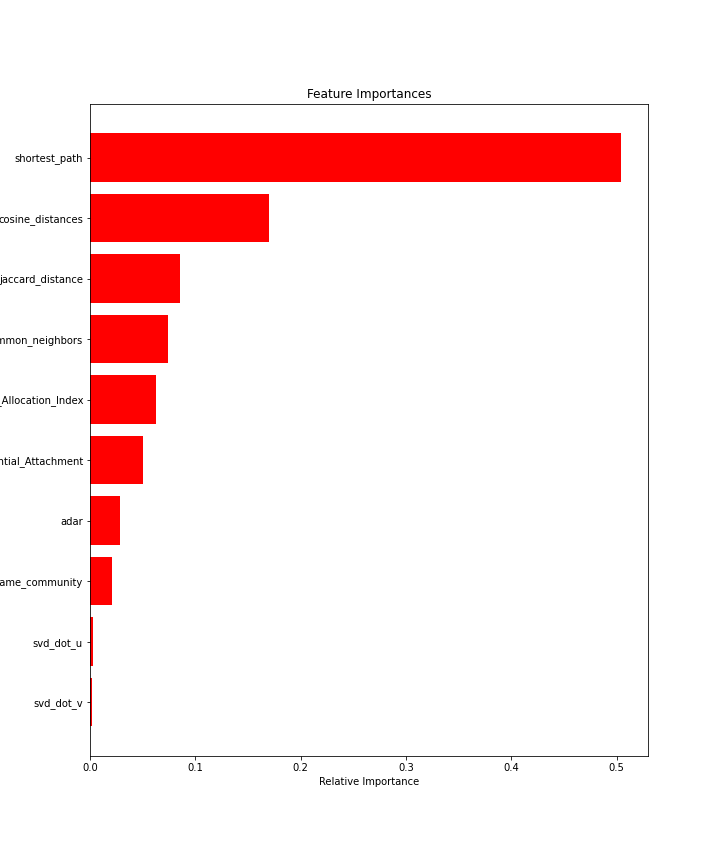 Feature Importances
shortest_path
cosine_distances
jaccard_distance
mmon_neighbors
_Allocation_Index
ntial_Attachment
adar
ame_community
svd_dot_u
svd_dot_v
0.0 0.1 0.2 0.3 0.4 0.5
Relative Importance